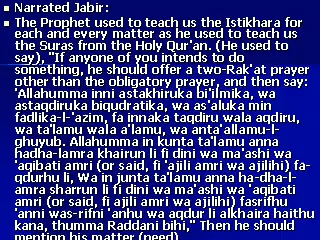 Narrated Jabir:
The Prophet used to teach us the Istikhara for
each and every matter as he used to teach us
the Suras from the Holy Qur'an. (He used to
say), "If anyone of you intends to do
something, he should offer a two-Rak'at prayer
other than the obligatory prayer, and then say:
'Allahumma inni astakhiruka bi'ilmika, wa
astaqdiruka biqudratika, wa as'aluka min
fadlika-l-'azim, fa innaka taqdiru wala aqdiru,
wa ta'lamu wala a'lamu, wa anta'allamu-l-
ghuyub. Allahumma in kunta ta'lamu anna
hadha-lamra khairun li fi dini wa ma'ashi wa
'aqibati amri (or said, fi 'ajili amri wa ajilihi) fa-
qdurhu li, Wa in junta ta'lamu anna ha-dha-l-
amra sharrun li fi dini wa ma'ashi wa 'aqibati
amri (or said, fi ajili amri wa ajilihi) fasrifhu
'anni was-rifni 'anhu wa aqdur li alkhaira haithu
kana, thumma Raddani bihi," Then he should
mention his matter (need)